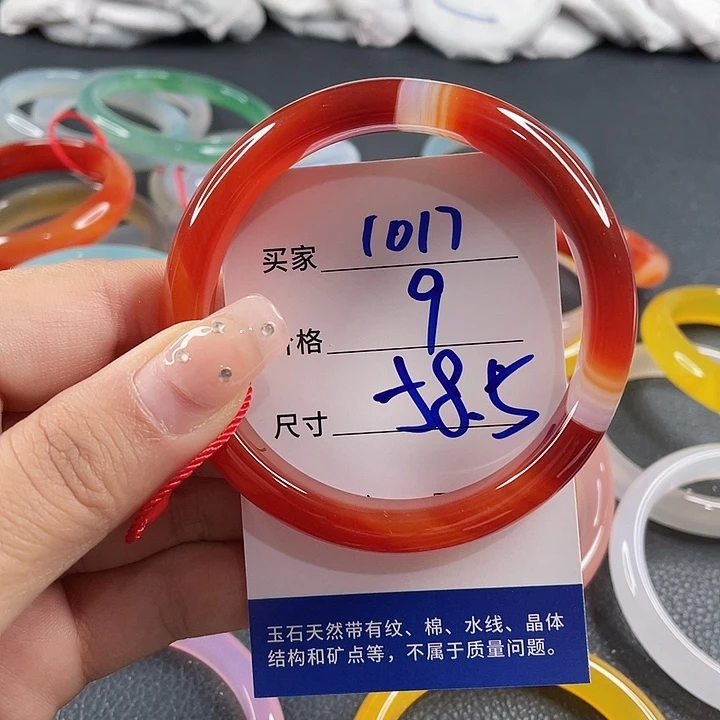 买家 1017
价格 9
尺寸 58.5
玉石天然带有纹、棉、水线、晶体
结构和矿点等，不属于质量问题。